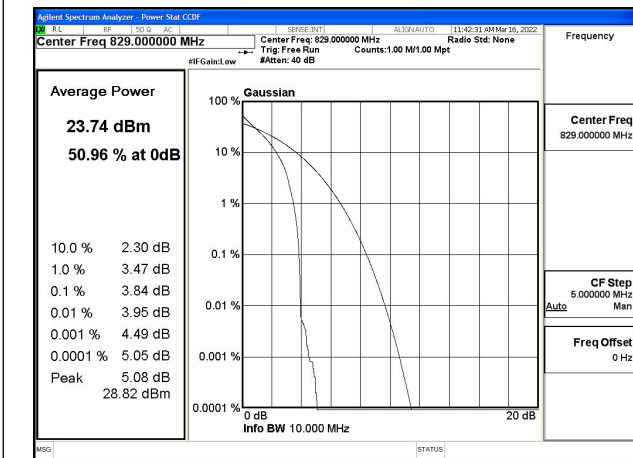 Agilent Spectrum Analyzer - Power Stat CCDF
RL RF 50 Ω AC SENSE:INT ALIGN AUTO 11:42:31 AM Mar 16, 2022
Center Freq 829.000000 MHz
Center Freq: 829.000000 MHz Radio Std: None
Trig: Free Run Counts:1.00 M/1.00 Mpt
#IFGain:Low #Atten: 40 dB
Frequency
Average Power
23.74 dBm
50.96 % at 0dB
10.0 % 2.30 dB
1.0 % 3.47 dB
0.1 % 3.84 dB
0.01 % 3.95 dB
0.001 % 4.49 dB
0.0001 % 5.05 dB
Peak 5.08 dB
28.82 dBm
Gaussian
100 %
10 %
1 %
0.1 %
0.01 %
0.001 %
0.0001 %
0 dB 20 dB
Info BW 10.000 MHz
Center Freq
829.000000 MHz
CF Step
5.000000 MHz
Auto Man
Freq Offset
0 Hz
MSG STATUS